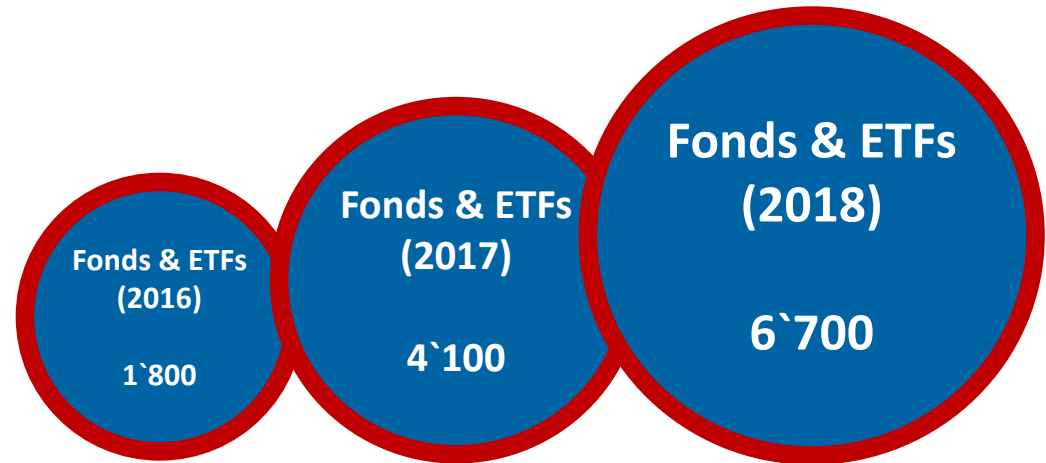 Fonds & ETFs
(2016)
1`800
Fonds & ETFs
(2017)
4`100
Fonds & ETFs
(2018)
6`700